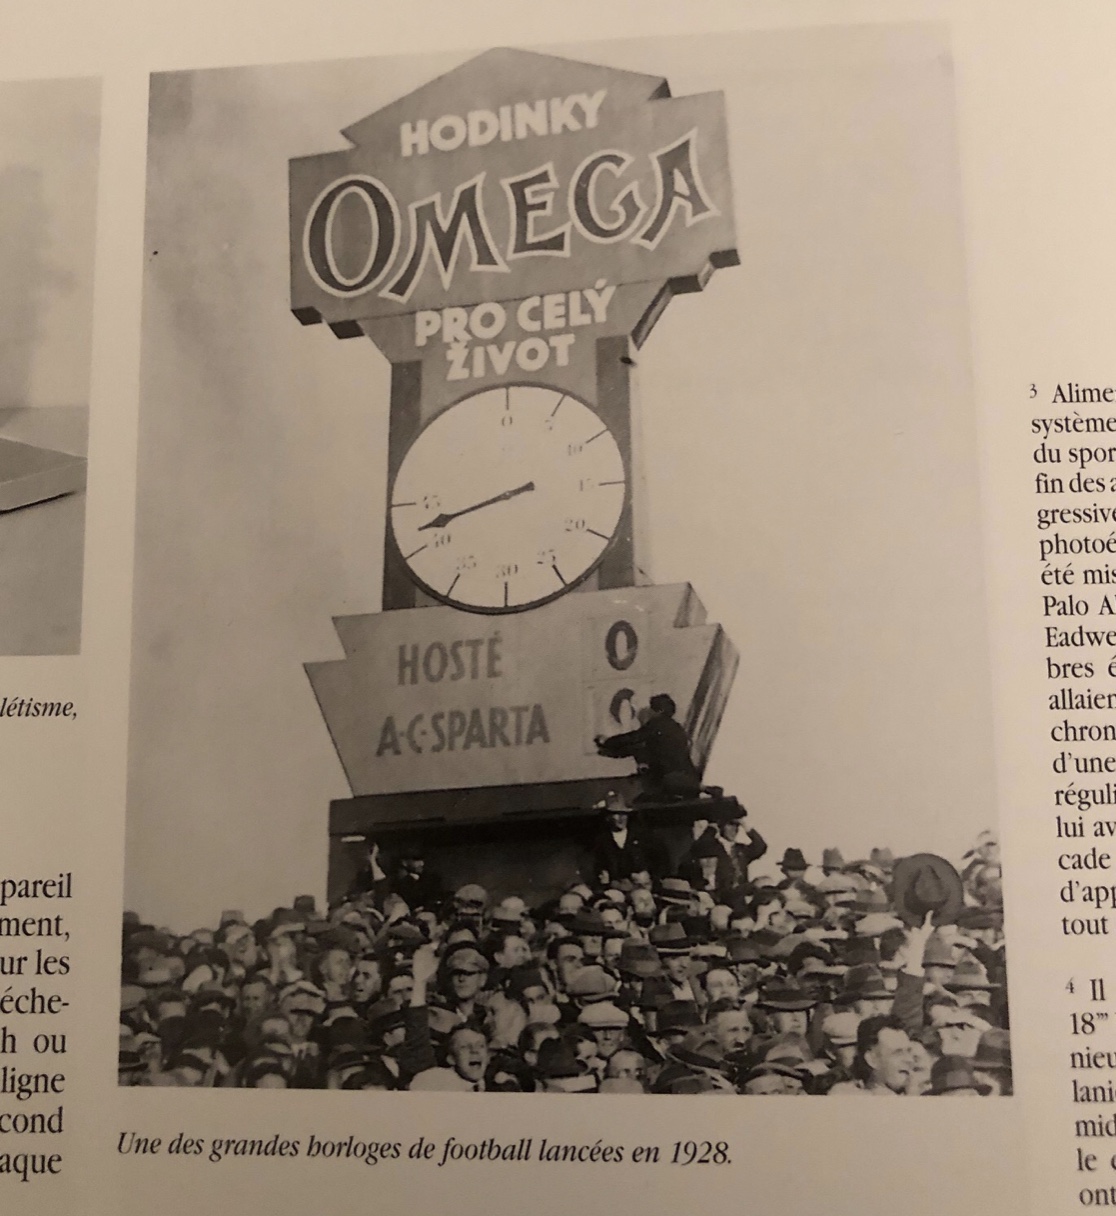 létisme,
pareil
ment,
ur les
éche-
h ou
ligne
cond
aque
HODINKY
OMEGA
PRO CELÝ
ŽIVOT
0
5
10
15
20
25
30
35
40
45
HOSTÉ 0
A·C·SPARTA 0
Une des grandes horloges de football lancées en 1928.
3 Alime
système
du spor
fin des a
gressive
photoé
été mis
Palo A
Eadwe
bres é
allaien
chron
d'une
réguli
lui av
cade
d'app
tout
4 Il
18‴
nieu
lani
mid
le c
ont